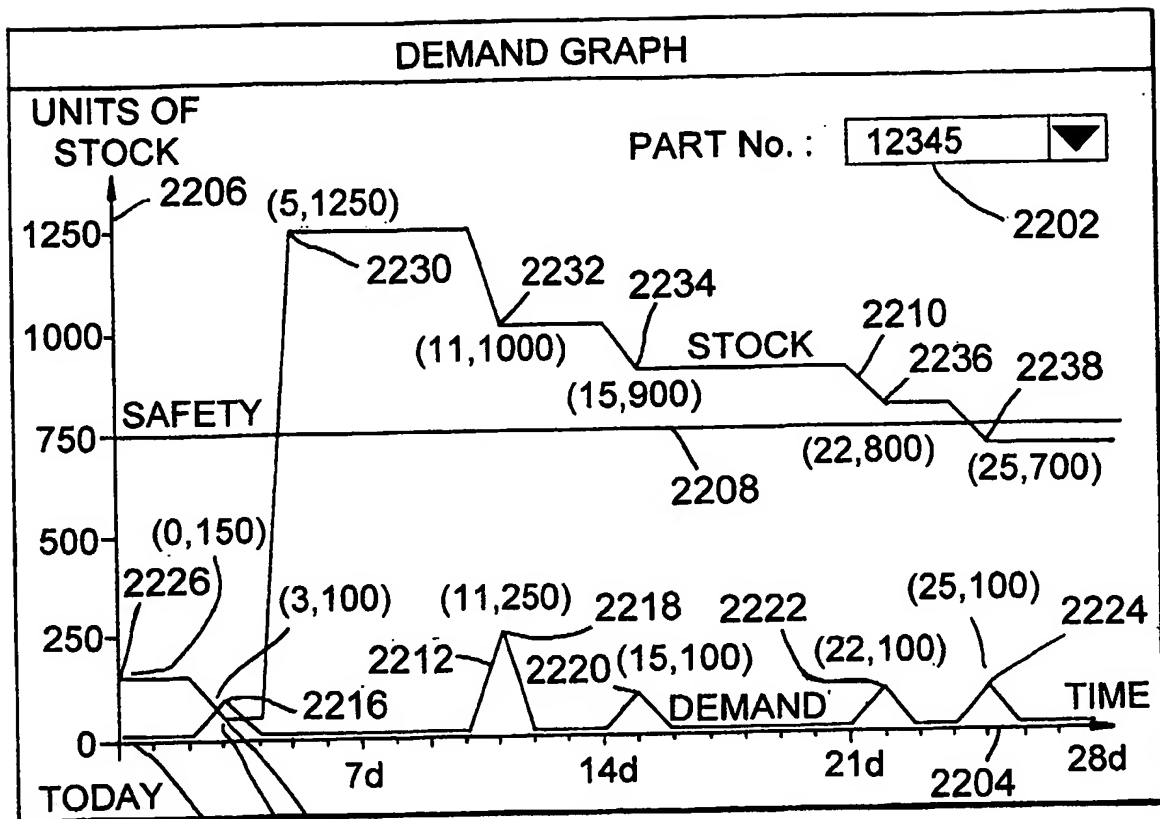 DEMAND GRAPH
UNITS OF
STOCK
PART No. : 12345
2206
(5,1250)
2202
1250
2230
2232
2234
1000
(11,1000)
STOCK
2210
2236
2238
(15,900)
SAFETY
750
(22,800)
(25,700)
2208
500
(0,150)
2226
(3,100)
(11,250)
2218
2222
(25,100)
2224
250
2212
2220
(15,100)
(22,100)
2216
DEMAND
TIME
0
7d
14d
21d
2204
28d
TODAY